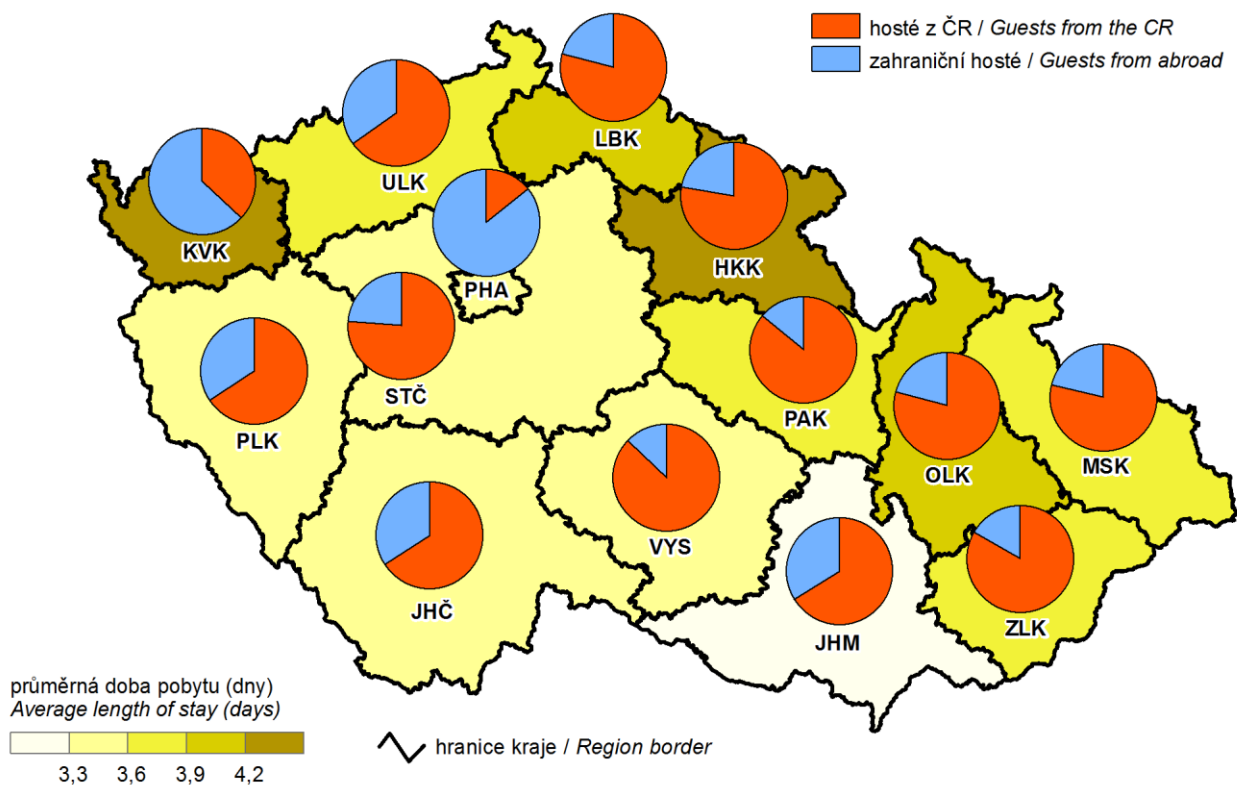 hosté z ČR / Guests from the CR
zahraniční hosté / Guests from abroad
LBK
ULK
KVK
HKK
PHA
STČ
PAK
PLK
OLK
MSK
VYS
JHČ
JHM
ZLK
průměrná doba pobytu (dny)
Average length of stay (days)
3,3 3,6 3,9 4,2
hranice kraje / Region border